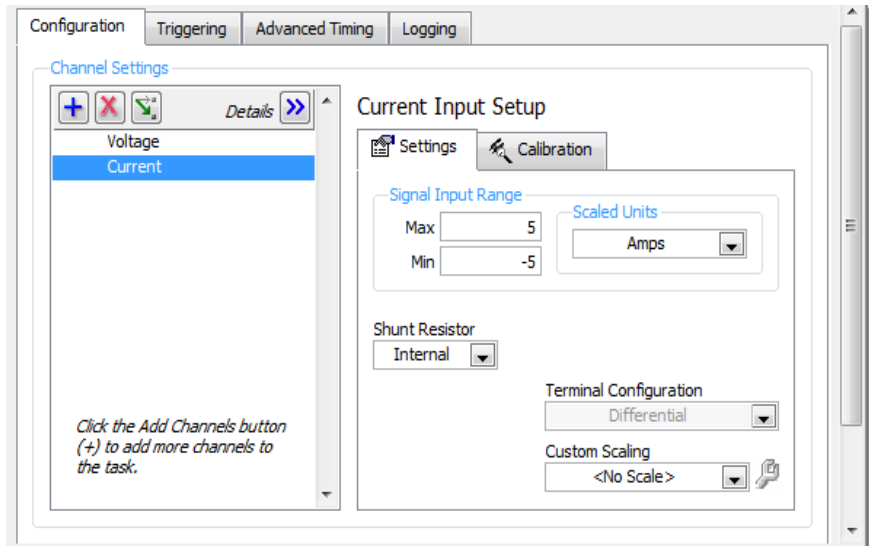 Configuration Triggering Advanced Timing Logging
Channel Settings
Details
Voltage
Current
Click the Add Channels button
(+) to add more channels to
the task.
Current Input Setup
Settings Calibration
Signal Input Range
Max 5
Min -5
Scaled Units
Amps
Shunt Resistor
Internal
Terminal Configuration
Differential
Custom Scaling
<No Scale>